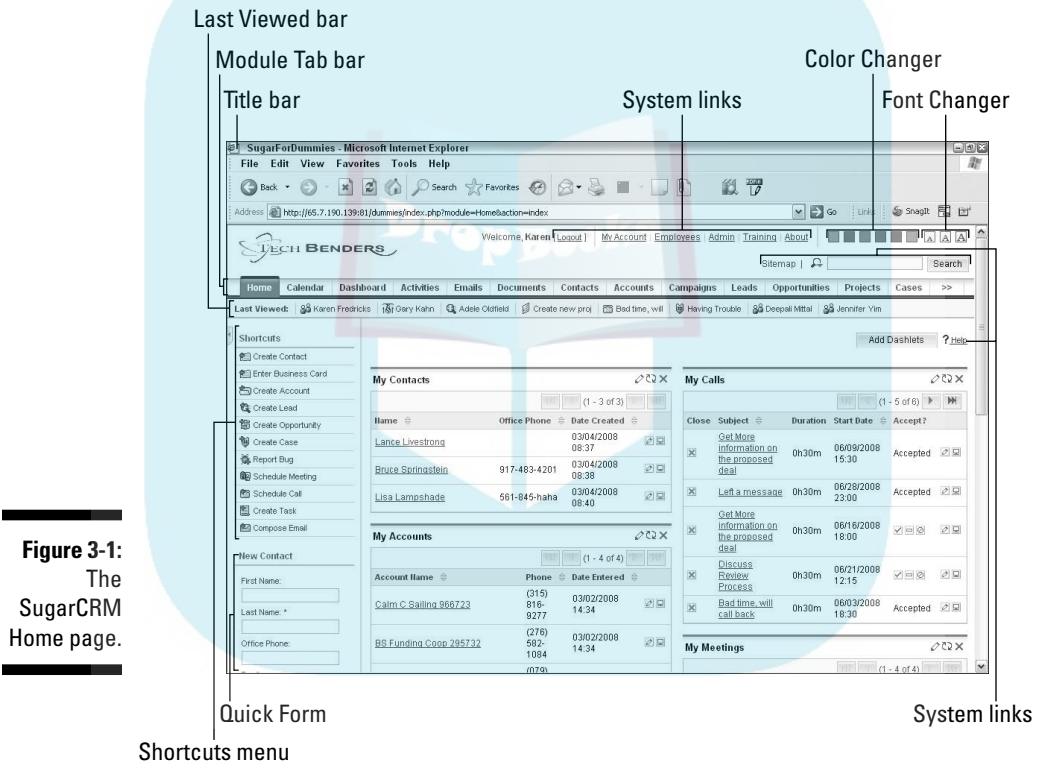 Last Viewed bar
Module Tab bar
Color Changer
Title bar
System links
Font Changer
SugarForDummies - Microsoft Internet Explorer
File Edit View Favorites Tools Help
Back Search Favorites
Address http://65.7.190.139:81/dummies/index.php?module=Home&action=index Go Links SnagIt
DropBooks
TECH BENDERS
Welcome, Karen [ Logout ] My Account | Employees | Admin | Training | About A A A
Sitemap | Search
Home Calendar Dashboard Activities Emails Documents Contacts Accounts Campaigns Leads Opportunities Projects Cases >>
Last Viewed: Karen Fredricks Gary Kahn Adele Oldfield Create new proj Bad time, will Having Trouble Deepali Mittal Jennifer Yim
Shortcuts
Create Contact
Enter Business Card
Create Account
Create Lead
Create Opportunity
Create Case
Report Bug
Schedule Meeting
Schedule Call
Create Task
Compose Email
New Contact
First Name:
Last Name: *
Office Phone:
Add Dashlets ? Help
My Contacts
(1 - 3 of 3)
Name Office Phone Date Created
Lance Livestrong 03/04/2008 08:37
Bruce Springstein 917-483-4201 03/04/2008 08:38
Lisa Lampshade 561-845-haha 03/04/2008 08:40
My Accounts
(1 - 4 of 4)
Account Name Phone Date Entered
Calm C Sailing 966723 (315) 816-9277 03/02/2008 14:34
BS Funding Coop 295732 (276) 582-1084 03/02/2008 14:34
(079)
My Calls
(1 - 5 of 6)
Close Subject Duration Start Date Accept?
Get More information on the proposed deal 0h30m 06/09/2008 15:30 Accepted
Left a message 0h30m 06/28/2008 23:00 Accepted
Get More information on the proposed deal 0h30m 06/16/2008 18:00
Discuss Review Process 0h30m 06/21/2008 12:15
Bad time, will call back 0h30m 06/03/2008 18:30 Accepted
My Meetings
(1 - 4 of 4)
Figure 3-1:
The
SugarCRM
Home page.
Quick Form
System links
Shortcuts menu